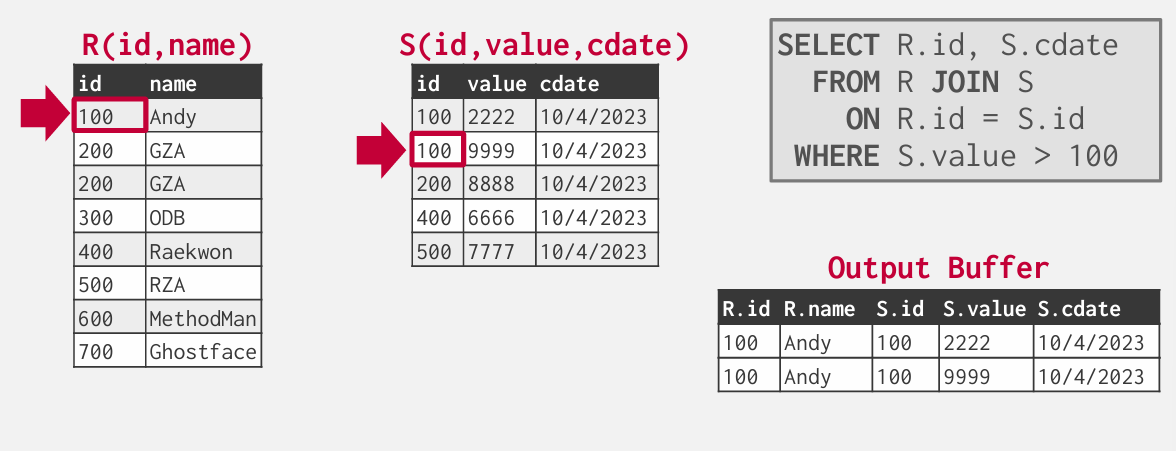 R(id,name)
id name
100 Andy
200 GZA
200 GZA
300 ODB
400 Raekwon
500 RZA
600 MethodMan
700 Ghostface
S(id,value,cdate)
id value cdate
100 2222 10/4/2023
100 9999 10/4/2023
200 8888 10/4/2023
400 6666 10/4/2023
500 7777 10/4/2023
SELECT R.id, S.cdate
FROM R JOIN S
ON R.id = S.id
WHERE S.value > 100
Output Buffer
R.id R.name S.id S.value S.cdate
100 Andy 100 2222 10/4/2023
100 Andy 100 9999 10/4/2023